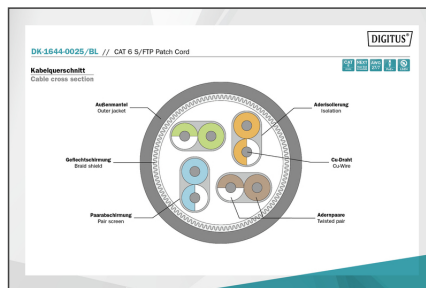 DIGITUS®
DK-1644-0025/BL // CAT 6 S/FTP Patch Cord
Kabelquerschnitt
Cable cross section
Außenmantel
Outer jacket
Aderisolierung
Isolation
Geflechtschirmung
Braid shield
Cu-Draht
Cu-Wire
Paarabschirmung
Pair screen
Adernpaare
Twisted pair